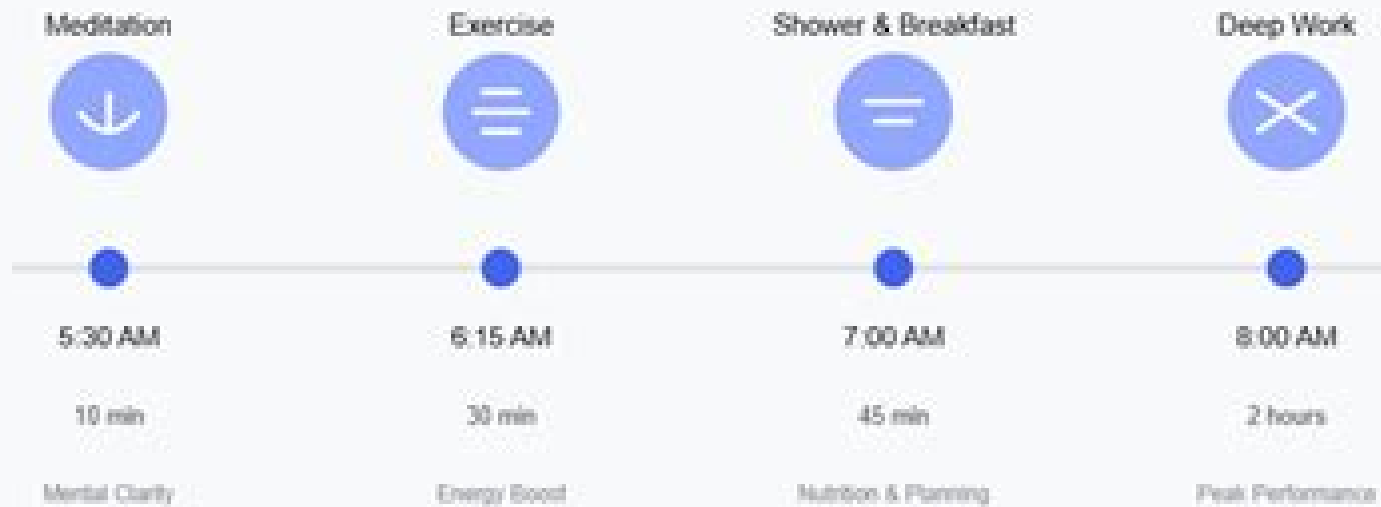 Meditation
Exercise
Shower & Breakfast
Deep Work
5:30 AM
6:15 AM
7:00 AM
8:00 AM
10 min
30 min
45 min
2 hours
Mental Clarity
Energy Boost
Nutrition & Planning
Peak Performance